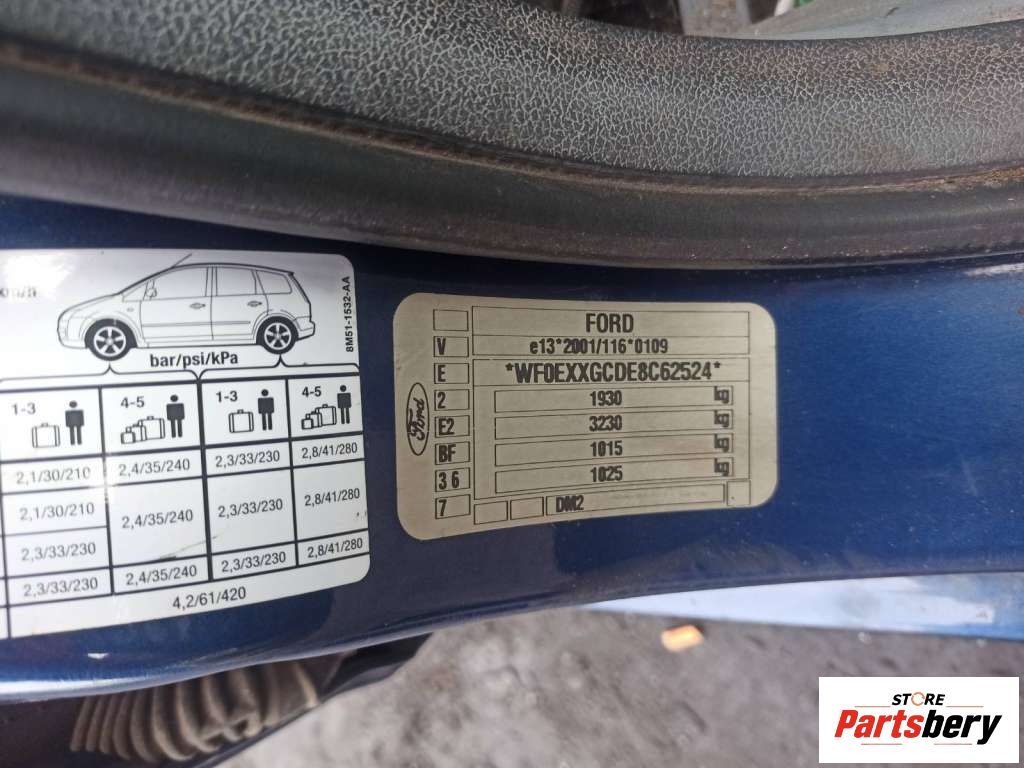 km/h
8M51-1532-AA
bar/psi/kPa
1-3 4-5 1-3 4-5
2,1/30/210 2,4/35/240 2,3/33/230 2,8/41/280
2,1/30/210 2,4/35/240 2,3/33/230 2,8/41/280
2,3/33/230
2,3/33/230 2,4/35/240 2,3/33/230 2,8/41/280
4,2/61/420
Ford
FORD
V e13*2001/116*0109
E *WF0EXXGCDE8C62524*
2 1930 kg
E2 3230 kg
BF 1015 kg
3 6 1025 kg
7 DM2
STORE
Partsbery